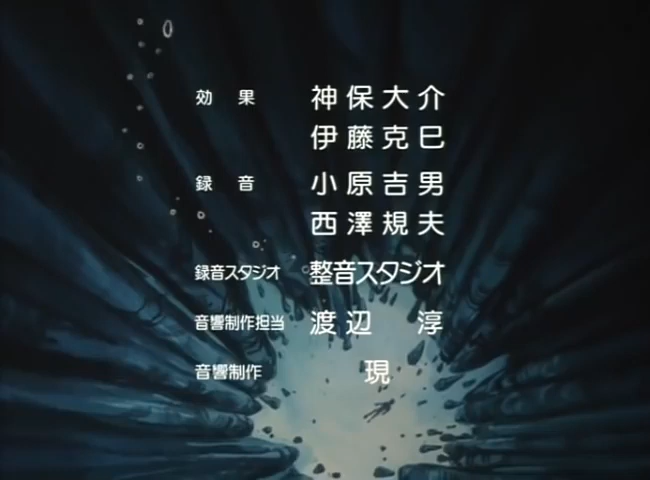 効果 神保大介
伊藤克巳
録音 小原吉男
西澤規夫
録音スタジオ 整音スタジオ
音響制作担当 渡辺 淳
音響制作 現